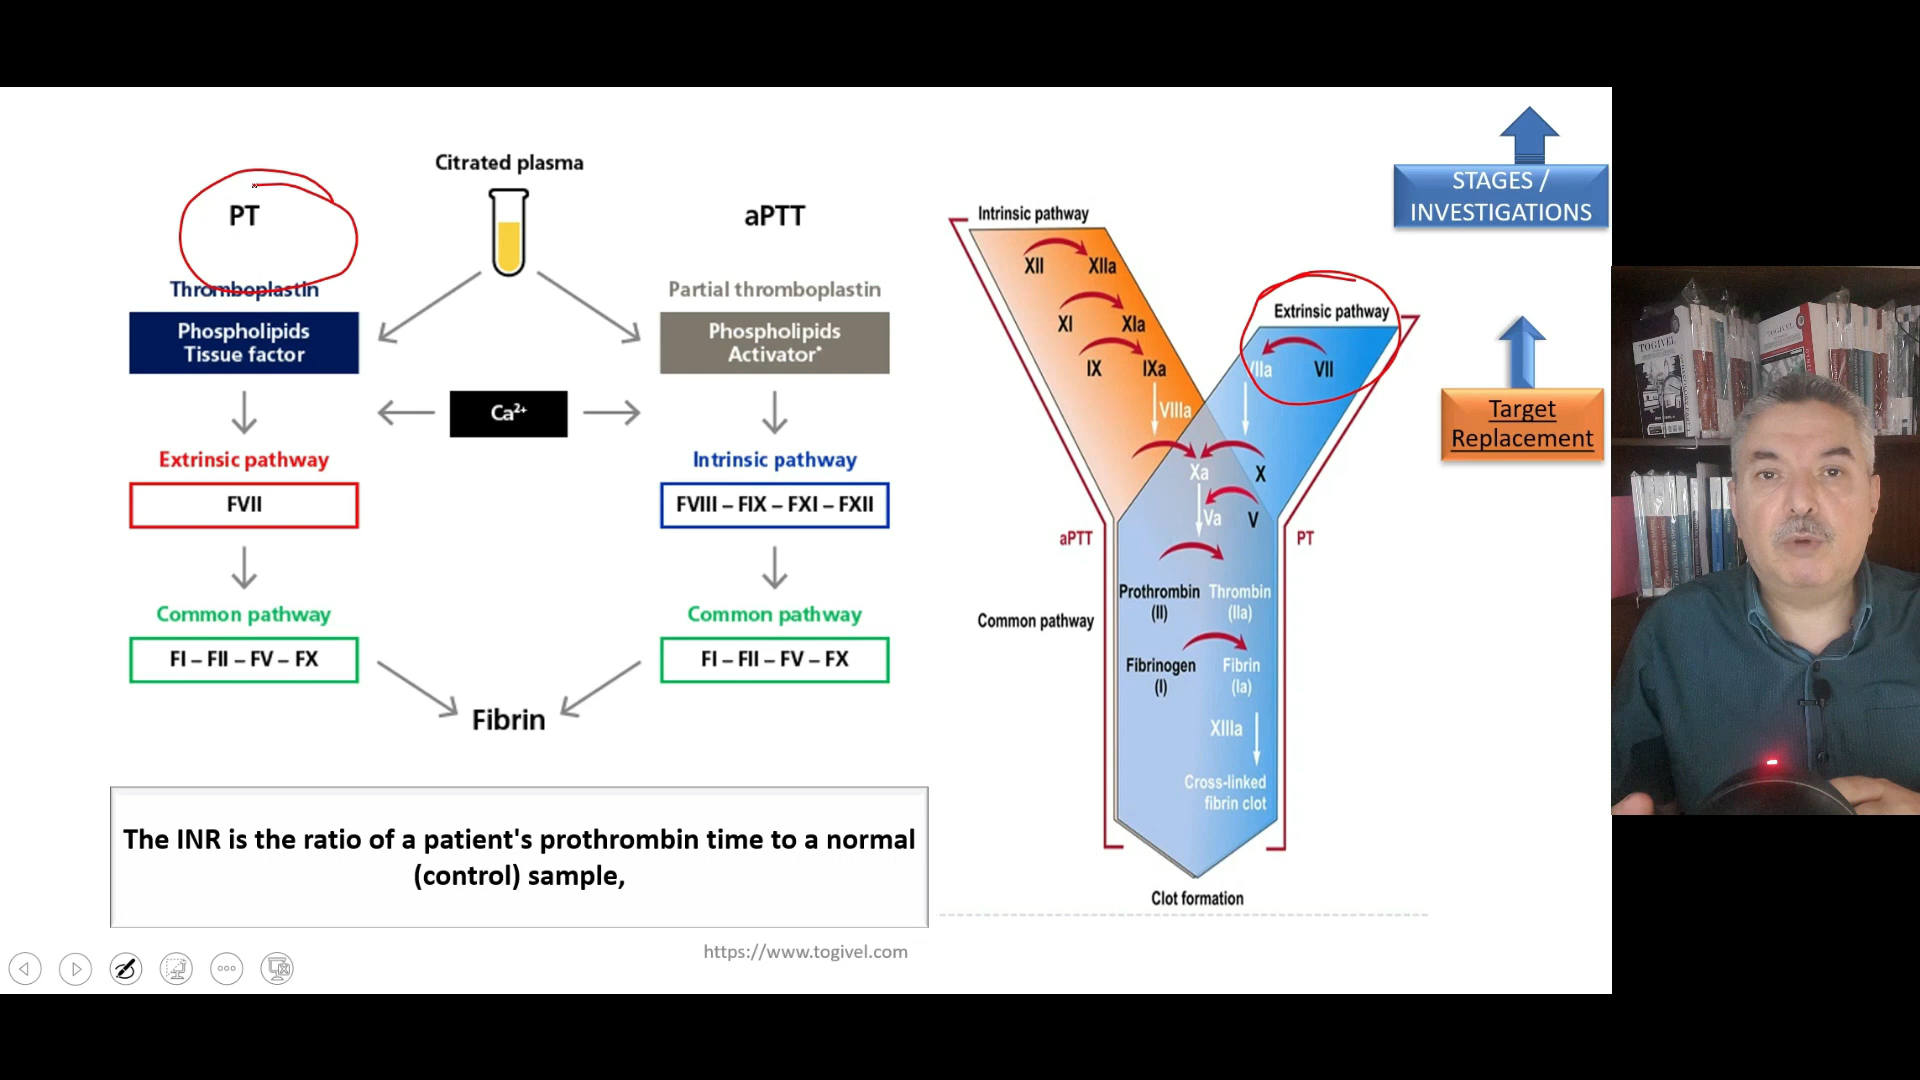 Citrated plasma
PT
aPTT
Thromboplastin
Partial thromboplastin
Phospholipids
Tissue factor
Phospholipids
Activator*
Ca2+
Extrinsic pathway
Intrinsic pathway
FVII
FVIII – FIX – FXI – FXII
Common pathway
Common pathway
FI – FII – FV – FX
FI – FII – FV – FX
Fibrin
The INR is the ratio of a patient's prothrombin time to a normal
(control) sample,
Intrinsic pathway
XII
XIIa
XI
XIa
IX
IXa
VIIIa
Extrinsic pathway
VIIa
VII
Xa
X
Va
V
aPTT
PT
Prothrombin
(II)
Thrombin
(IIa)
Common pathway
Fibrinogen
(I)
Fibrin
(Ia)
XIIIa
Cross-linked
fibrin clot
Clot formation
STAGES /
INVESTIGATIONS
Target
Replacement
https://www.togivel.com
TOGIVEL
TOGIVEL